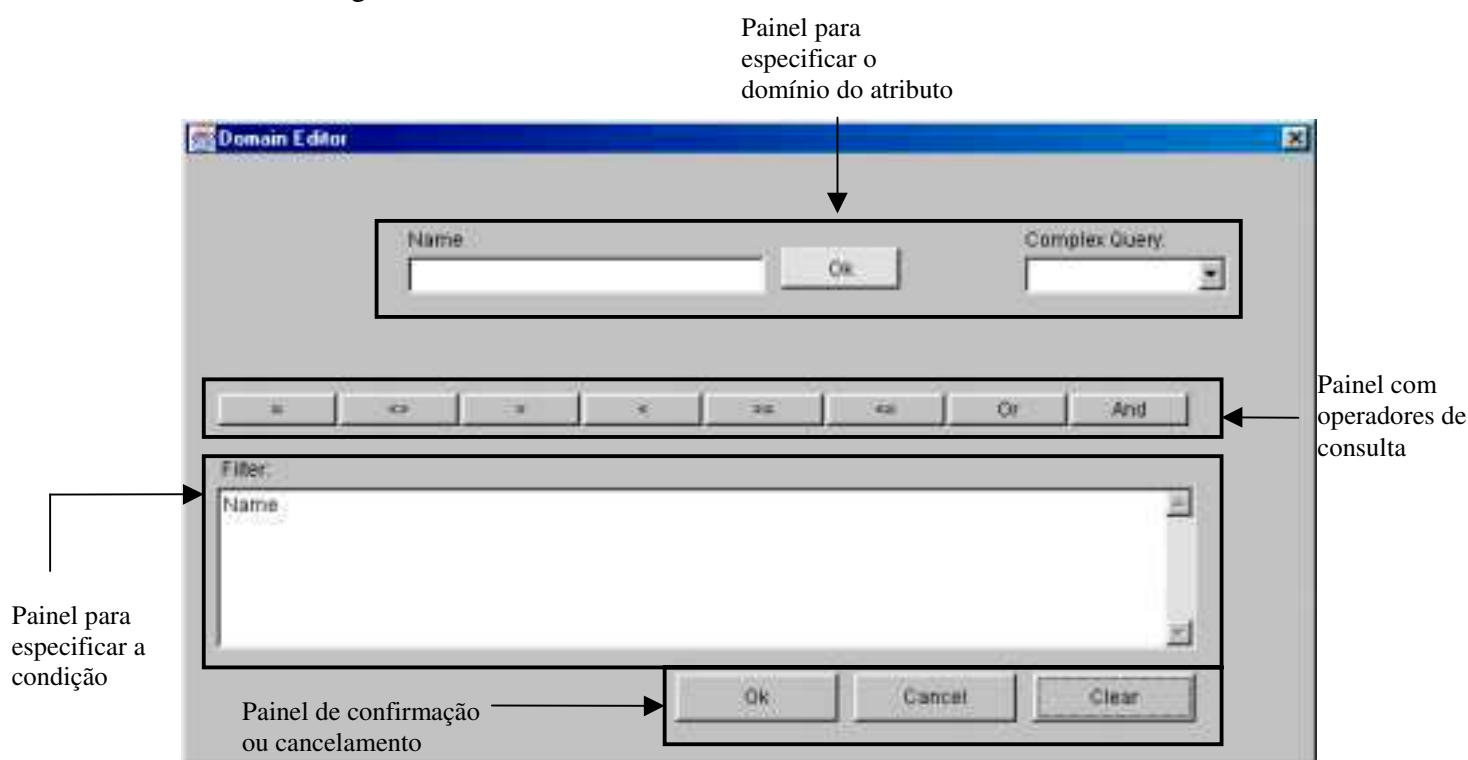 Painel para
especificar o
domínio do atributo
Domain Editor
Name
Ok
Complex Query:
= <> > < >= <= Or And
Painel com
operadores de
consulta
Filter:
Name
Painel para
especificar a
condição
Ok Cancel Clear
Painel de confirmação
ou cancelamento